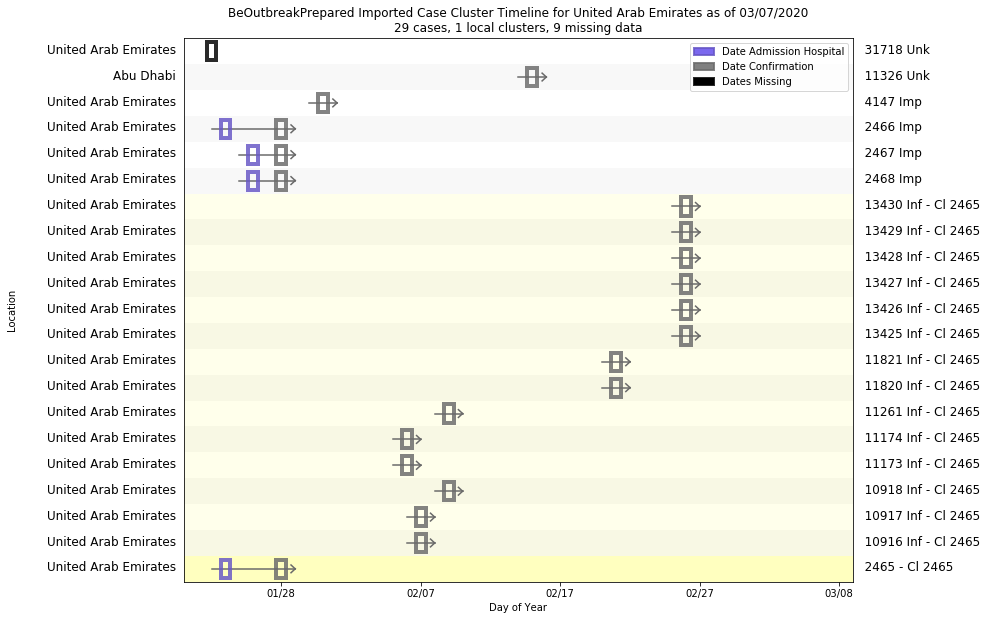 BeOutbreakPrepared Imported Case Cluster Timeline for United Arab Emirates as of 03/07/2020
29 cases, 1 local clusters, 9 missing data
Date Admission Hospital
Date Confirmation
Dates Missing
United Arab Emirates 31718 Unk
Abu Dhabi 11326 Unk
United Arab Emirates 4147 Imp
United Arab Emirates 2466 Imp
United Arab Emirates 2467 Imp
United Arab Emirates 2468 Imp
United Arab Emirates 13430 Inf - Cl 2465
United Arab Emirates 13429 Inf - Cl 2465
United Arab Emirates 13428 Inf - Cl 2465
United Arab Emirates 13427 Inf - Cl 2465
United Arab Emirates 13426 Inf - Cl 2465
United Arab Emirates 13425 Inf - Cl 2465
United Arab Emirates 11821 Inf - Cl 2465
United Arab Emirates 11820 Inf - Cl 2465
United Arab Emirates 11261 Inf - Cl 2465
United Arab Emirates 11174 Inf - Cl 2465
United Arab Emirates 11173 Inf - Cl 2465
United Arab Emirates 10918 Inf - Cl 2465
United Arab Emirates 10917 Inf - Cl 2465
United Arab Emirates 10916 Inf - Cl 2465
United Arab Emirates 2465 - Cl 2465
Location
01/28 02/07 02/17 02/27 03/08
Day of Year